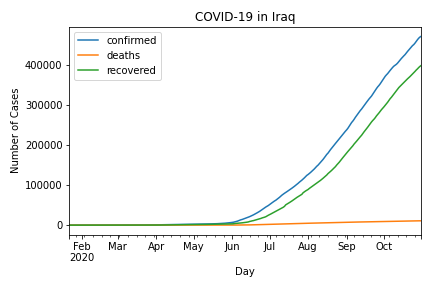 COVID-19 in Iraq
confirmed
deaths
recovered
Number of Cases
400000
300000
200000
100000
0
Feb Mar Apr May Jun Jul Aug Sep Oct
2020
Day